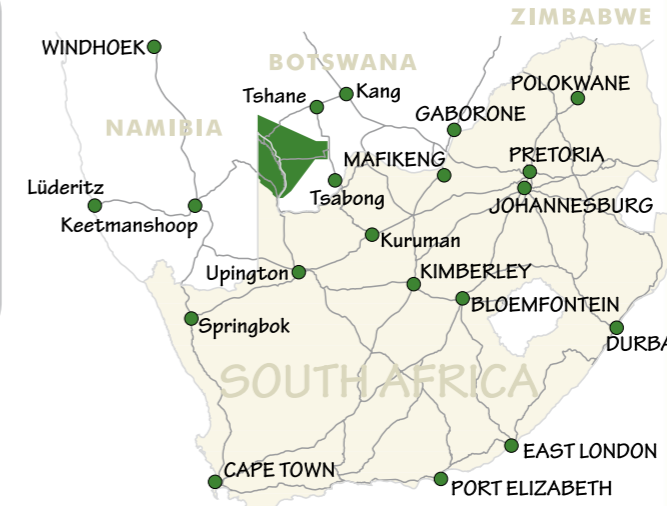 ZIMBABWE
WINDHOEK
BOTSWANA
Tshane
Kang
POLOKWANE
GABORONE
NAMIBIA
MAFIKENG
PRETORIA
Lüderitz
Tsabong
JOHANNESBURG
Keetmanshoop
Kuruman
Upington
KIMBERLEY
BLOEMFONTEIN
Springbok
DURBA
SOUTH AFRICA
EAST LONDON
CAPE TOWN
PORT ELIZABETH